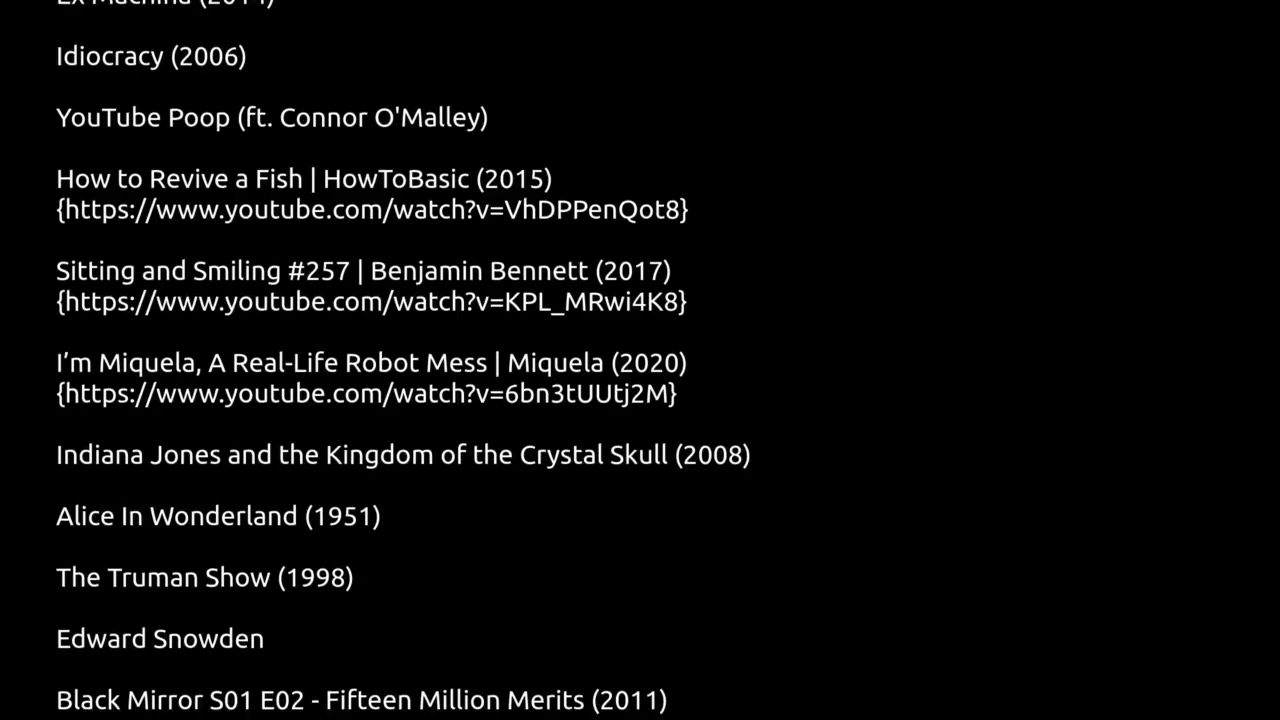 Ex Machina (2014)
Idiocracy (2006)
YouTube Poop (ft. Connor O'Malley)
How to Revive a Fish | HowToBasic (2015)
{https://www.youtube.com/watch?v=VhDPPenQot8}
Sitting and Smiling #257 | Benjamin Bennett (2017)
{https://www.youtube.com/watch?v=KPL_MRwi4K8}
I’m Miquela, A Real-Life Robot Mess | Miquela (2020)
{https://www.youtube.com/watch?v=6bn3tUUtj2M}
Indiana Jones and the Kingdom of the Crystal Skull (2008)
Alice In Wonderland (1951)
The Truman Show (1998)
Edward Snowden
Black Mirror S01 E02 - Fifteen Million Merits (2011)